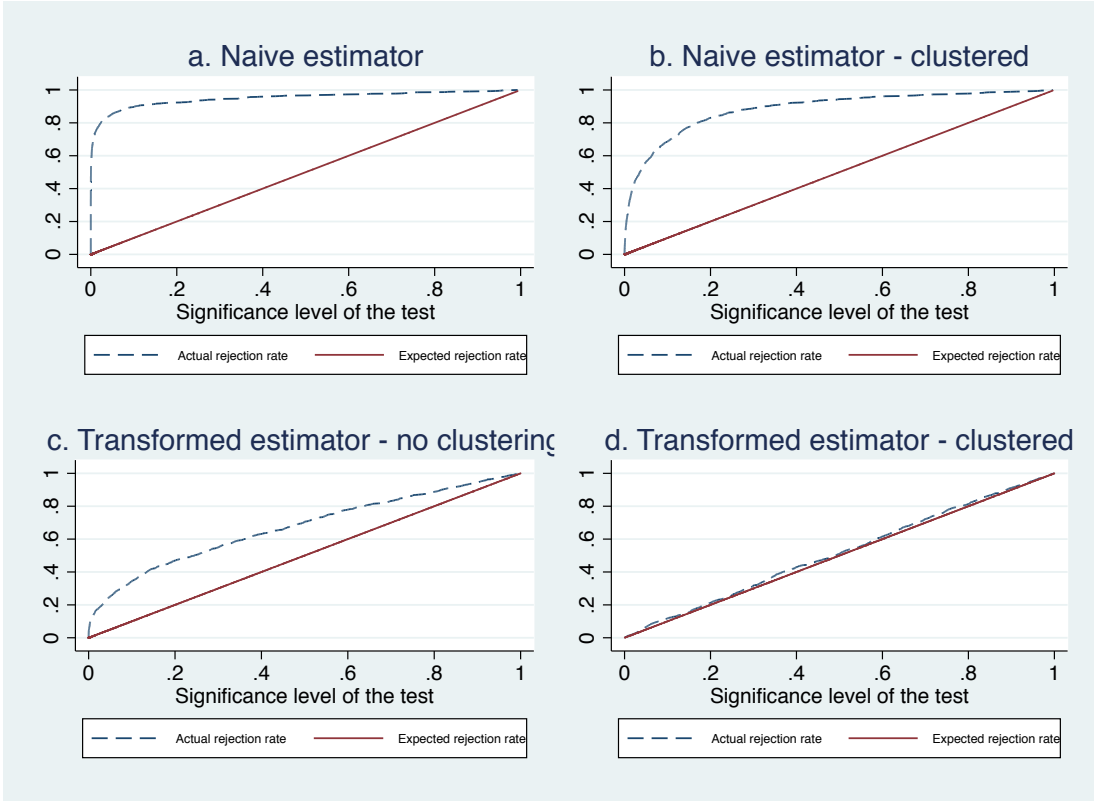 a. Naive estimator
1
.8
.6
.4
.2
0
0 .2 .4 .6 .8 1
Significance level of the test
Actual rejection rate Expected rejection rate
b. Naive estimator - clustered
1
.8
.6
.4
.2
0
0 .2 .4 .6 .8 1
Significance level of the test
Actual rejection rate Expected rejection rate
c. Transformed estimator - no clustering
1
.8
.6
.4
.2
0
0 .2 .4 .6 .8 1
Significance level of the test
Actual rejection rate Expected rejection rate
d. Transformed estimator - clustered
1
.8
.6
.4
.2
0
0 .2 .4 .6 .8 1
Significance level of the test
Actual rejection rate Expected rejection rate